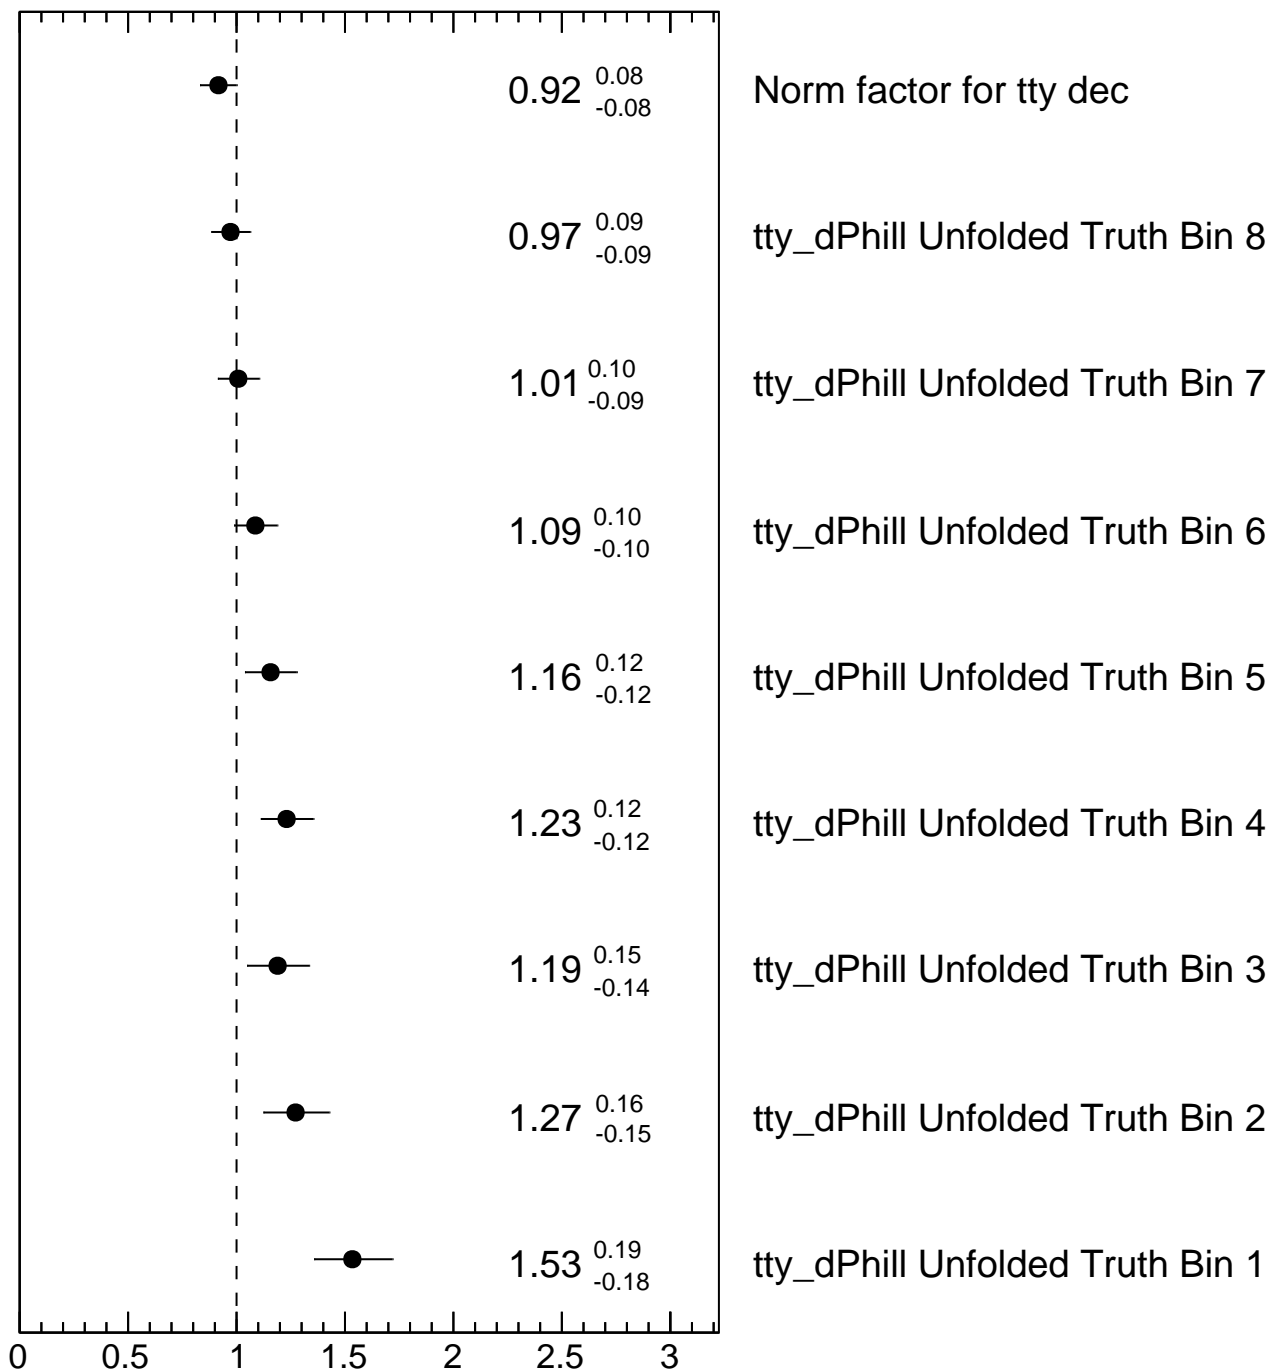 0.92 0.08 -0.08 Norm factor for tty dec
0.97 0.09 -0.09 tty_dPhill Unfolded Truth Bin 8
1.01 0.10 -0.09 tty_dPhill Unfolded Truth Bin 7
1.09 0.10 -0.10 tty_dPhill Unfolded Truth Bin 6
1.16 0.12 -0.12 tty_dPhill Unfolded Truth Bin 5
1.23 0.12 -0.12 tty_dPhill Unfolded Truth Bin 4
1.19 0.15 -0.14 tty_dPhill Unfolded Truth Bin 3
1.27 0.16 -0.15 tty_dPhill Unfolded Truth Bin 2
1.53 0.19 -0.18 tty_dPhill Unfolded Truth Bin 1
0 0.5 1 1.5 2 2.5 3